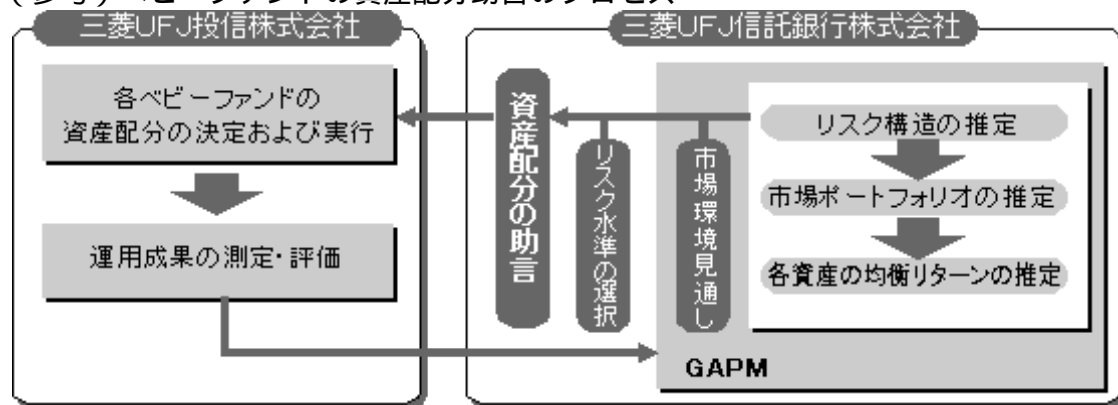 三菱UFJ投信株式会社
各ベビーファンドの
資産配分の決定および実行
運用成果の測定・評価
三菱UFJ信託銀行株式会社
資産配分の助言
リスク水準の選択
市場環境見通し
リスク構造の推定
市場ポートフォリオの推定
各資産の均衡リターンの推定
GAPM